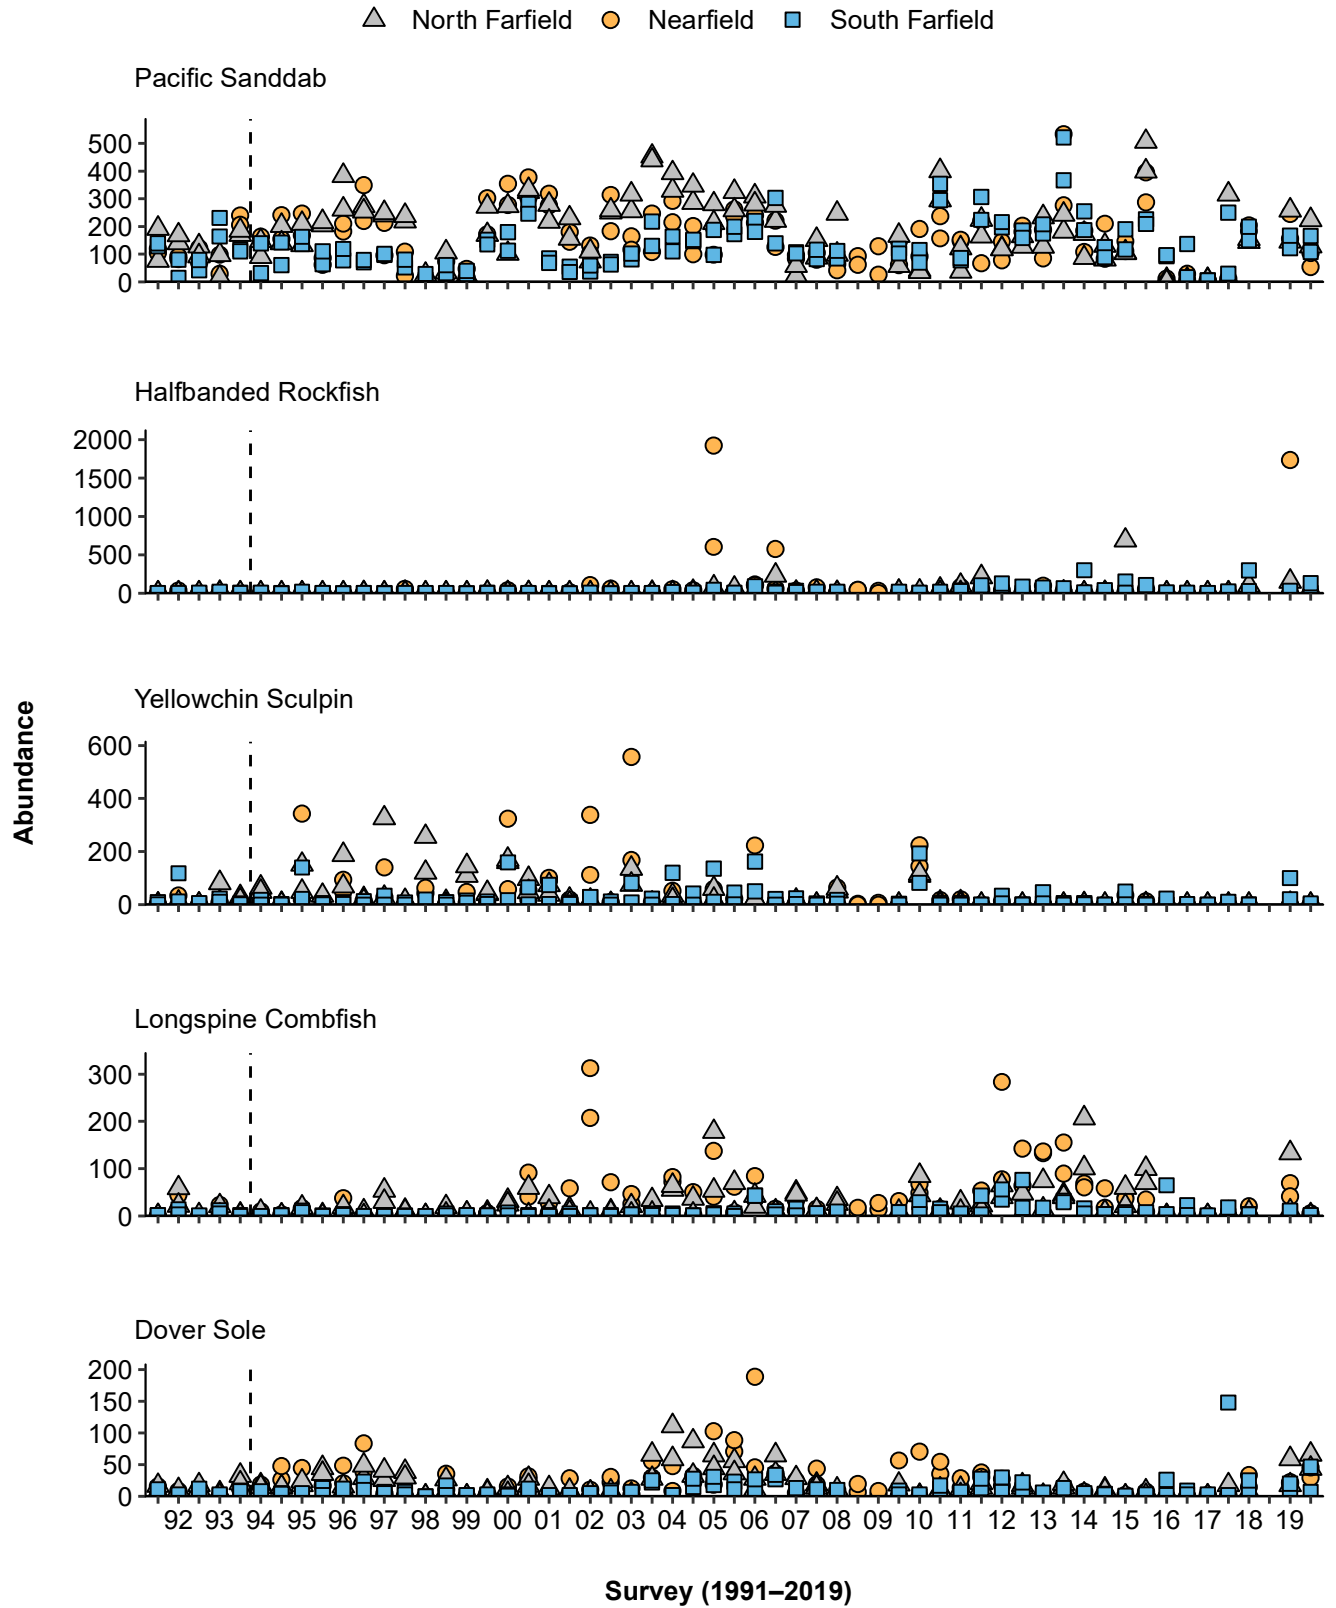 North Farfield Nearfield South Farfield
Pacific Sanddab
500
400
300
200
100
0
Halfbanded Rockfish
2000
1500
1000
500
0
Yellowchin Sculpin
600
400
200
0
Longspine Combfish
300
200
100
0
Dover Sole
200
150
100
50
0
92 93 94 95 96 97 98 99 00 01 02 03 04 05 06 07 08 09 10 11 12 13 14 15 16 17 18 19
Abundance
Survey (1991–2019)